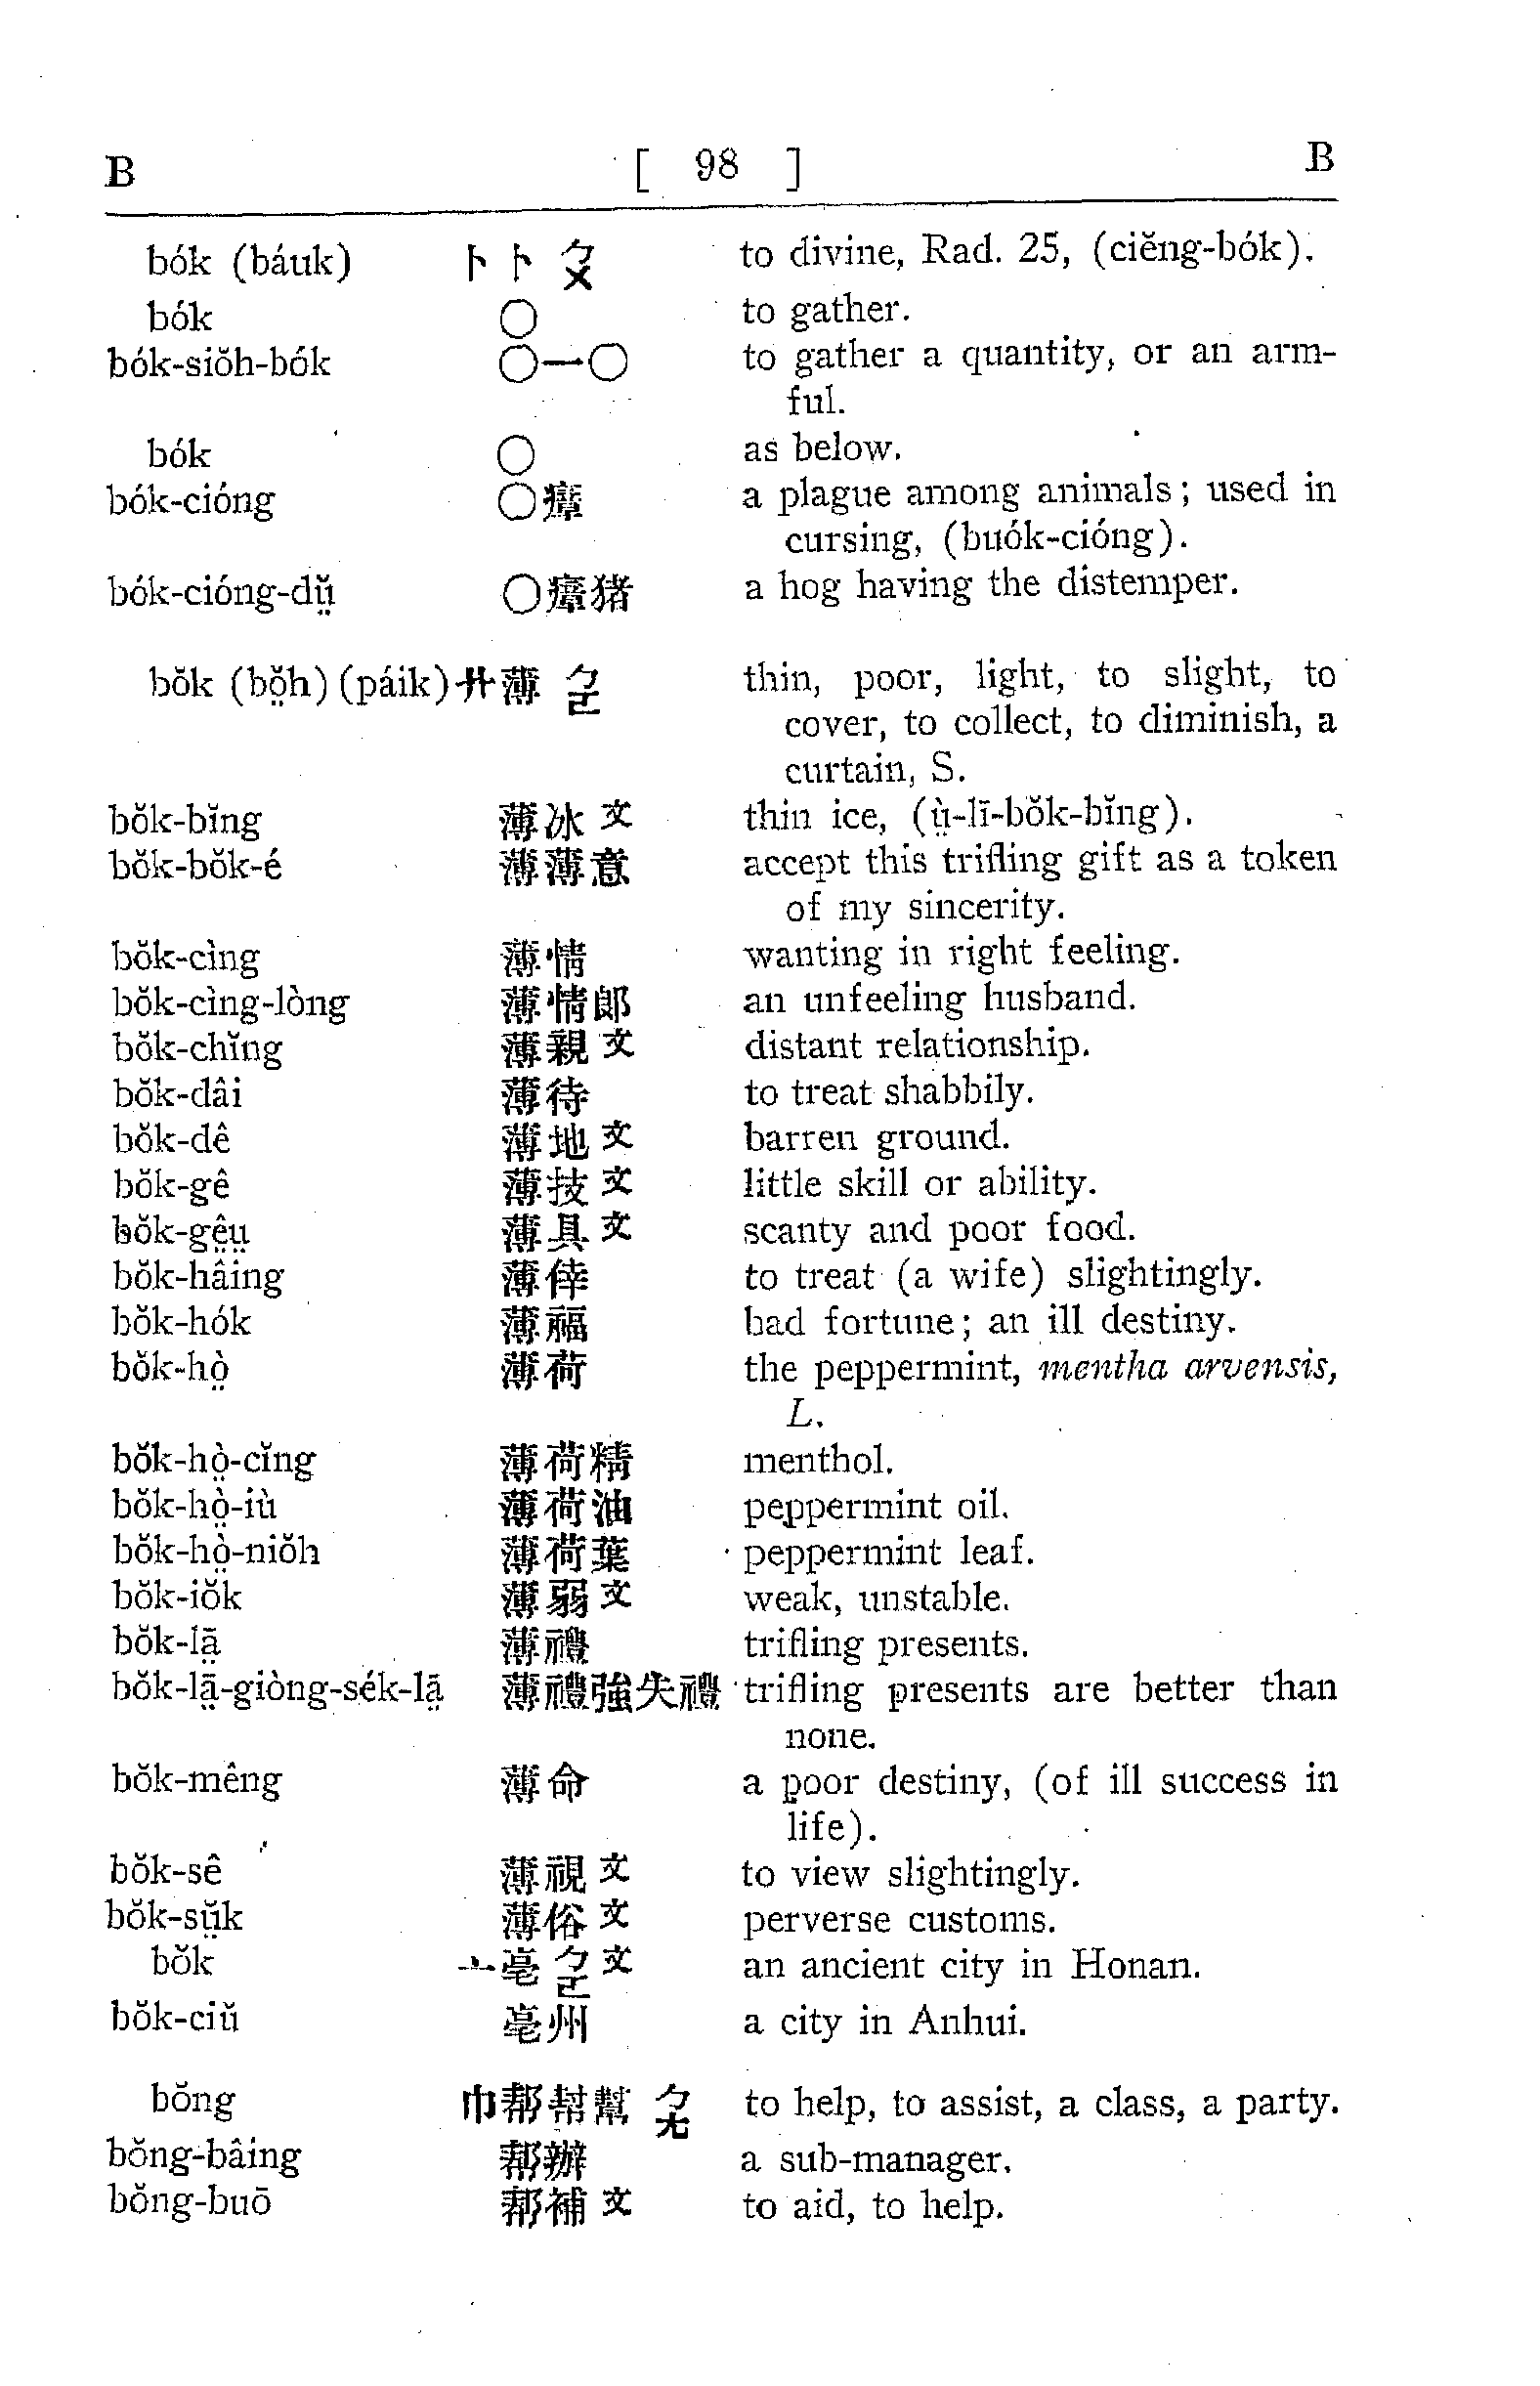 B [ 98 ] B
bók (báuk) 卜卜 ㄅㄨ to divine, Rad. 25, (ciĕng-bók).
bók ○ to gather.
bók-siŏh-bók ○一○ to gather a quantity, or an arm-
ful.
bók ○ as below.
bók-cióng ○瘴 a plague among animals; used in
cursing, (buók-cióng).
bók-cióng-dṳ̆ ○瘴猪 a hog having the distemper.
bŏk (bŏ̤h) (páik) 艹薄 ㄅㄛ thin, poor, light, to slight, to
cover, to collect, to diminish, a
curtain, S.
bŏk-bĭng 薄冰文 thin ice, (ṳ̀-lī-bŏk-bĭng).
bŏk-bŏk-é 薄薄意 accept this trifling gift as a token
of my sincerity.
bŏk-cìng 薄情 wanting in right feeling.
bŏk-cìng-lòng 薄情郎 an unfeeling husband.
bŏk-chĭng 薄親文 distant relationship.
bŏk-dâi 薄待 to treat shabbily.
bŏk-dê 薄地文 barren ground.
bŏk-gê 薄技文 little skill or ability.
bŏk-gê̤ṳ 薄具文 scanty and poor food.
bŏk-hâing 薄倖 to treat (a wife) slightingly.
bŏk-hók 薄福 bad fortune; an ill destiny.
bŏk-hò̤ 薄荷 the peppermint, mentha arvensis,
L.
bŏk-hò̤-cĭng 薄荷精 menthol.
bŏk-hò̤-iù 薄荷油 peppermint oil.
bŏk-hò̤-niŏh 薄荷葉 peppermint leaf.
bŏk-iŏk 薄弱文 weak, unstable.
bŏk-lā̤ 薄禮 trifling presents.
bŏk-lā̤-giòng-sék-lā̤ 薄禮強失禮 trifling presents are better than
none.
bŏk-mêng 薄命 a poor destiny, (of ill success in
life).
bŏk-sê 薄視文 to view slightingly.
bŏk-sṳ̆k 薄俗文 perverse customs.
bŏk 亠亳 ㄅㄛ文 an ancient city in Honan.
bŏk-ciŭ 亳州 a city in Anhui.
bŏng 巾帮幇幫 ㄅㄤ to help, to assist, a class, a party.
bŏng-bâing 帮辦 a sub-manager.
bŏng-buō 帮補文 to aid, to help.